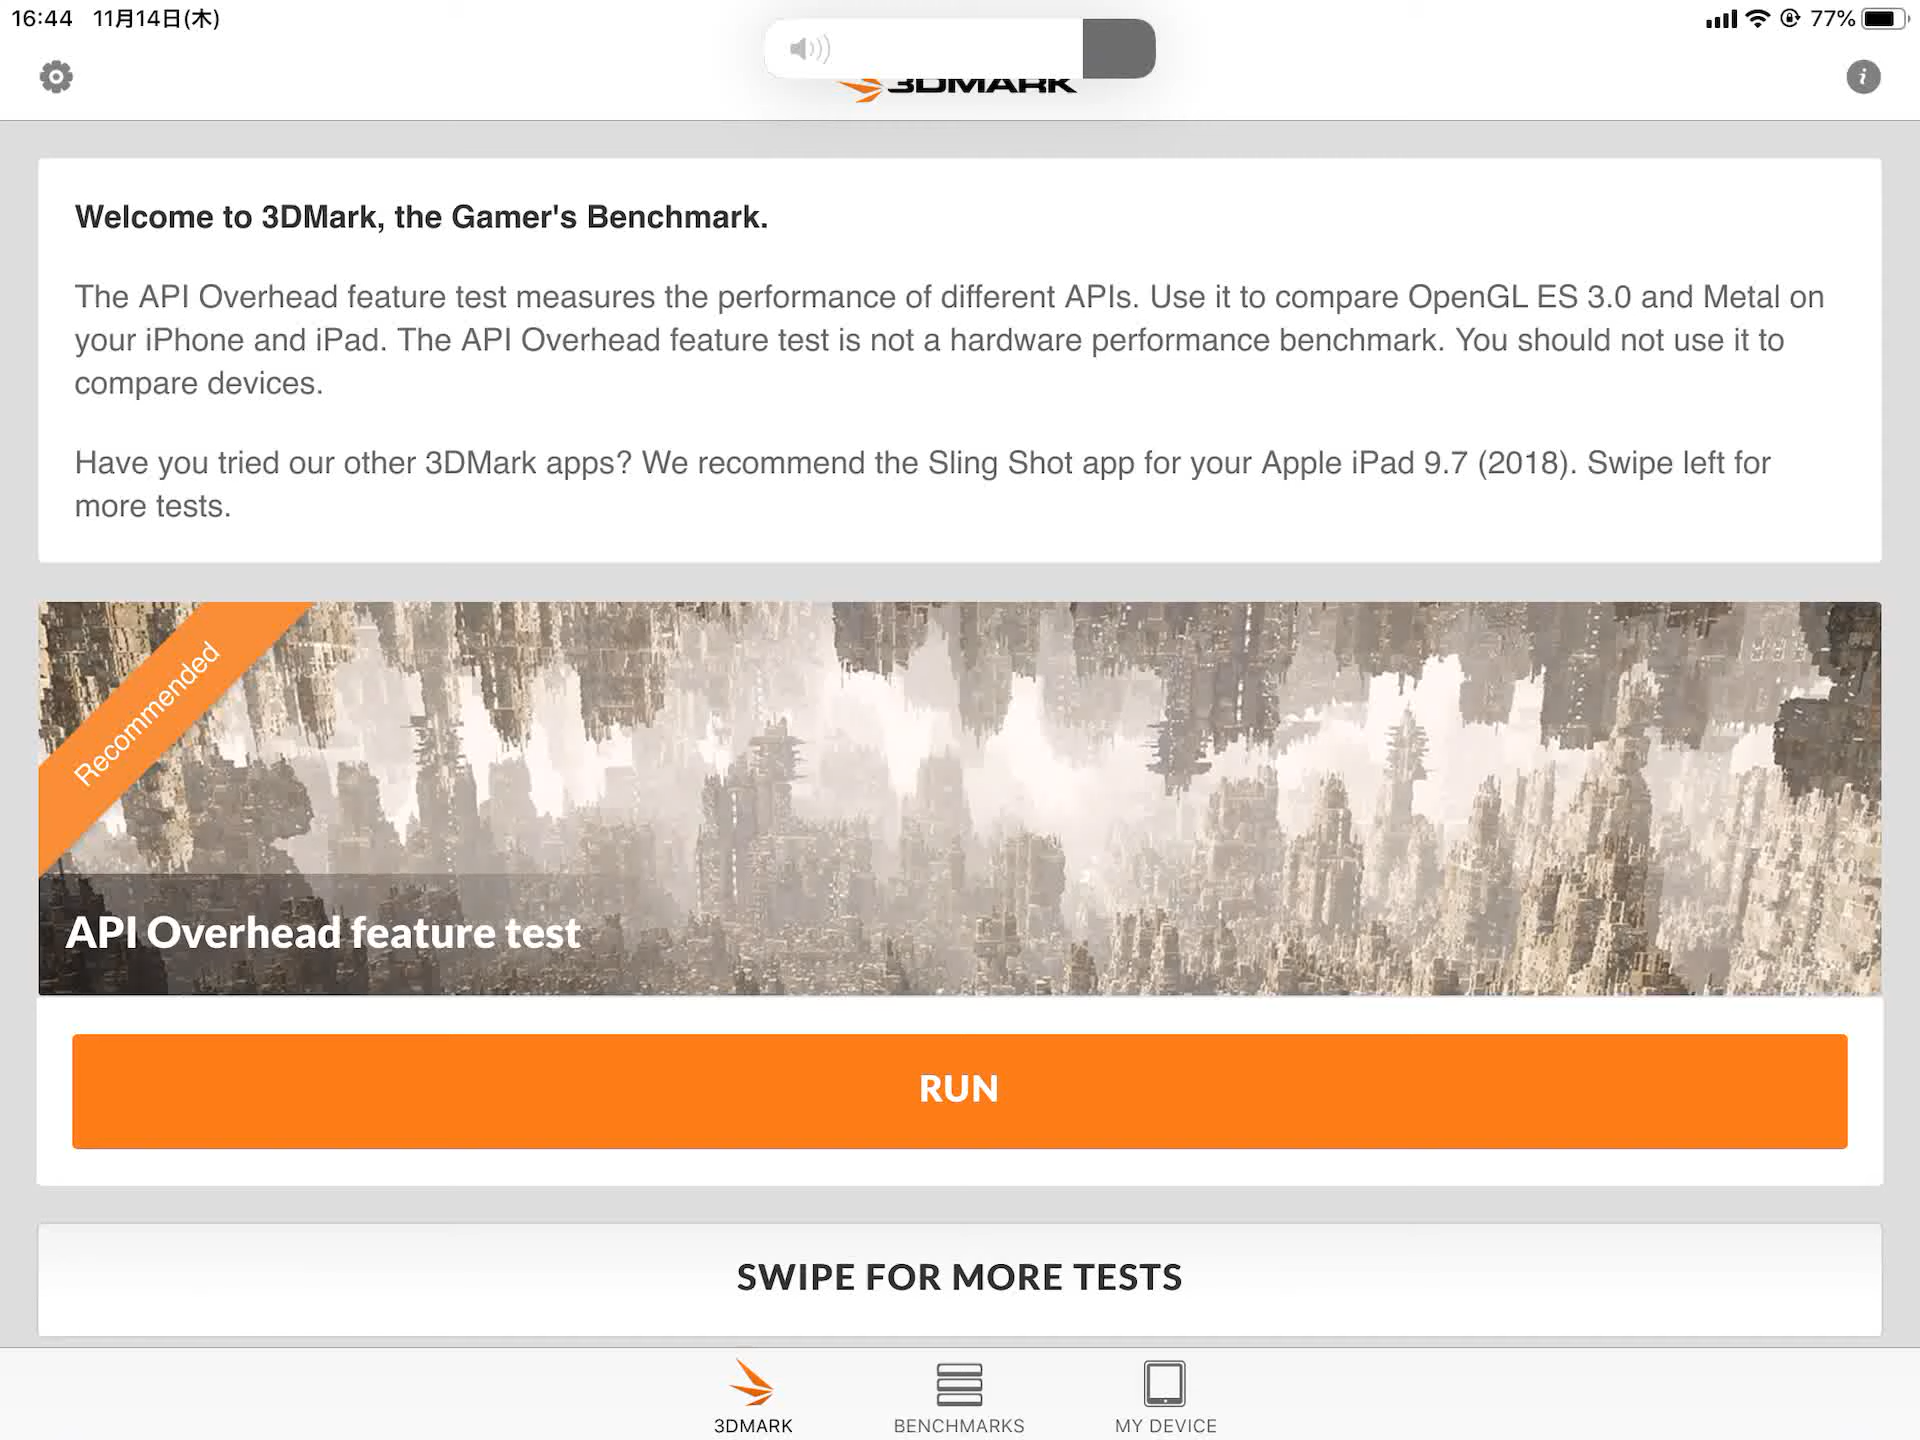 16:44 11月14日(木)
77%
3DMARK
Welcome to 3DMark, the Gamer's Benchmark.
The API Overhead feature test measures the performance of different APIs. Use it to compare OpenGL ES 3.0 and Metal on
your iPhone and iPad. The API Overhead feature test is not a hardware performance benchmark. You should not use it to
compare devices.
Have you tried our other 3DMark apps? We recommend the Sling Shot app for your Apple iPad 9.7 (2018). Swipe left for
more tests.
Recommended
API Overhead feature test
RUN
SWIPE FOR MORE TESTS
3DMARK
BENCHMARKS
MY DEVICE